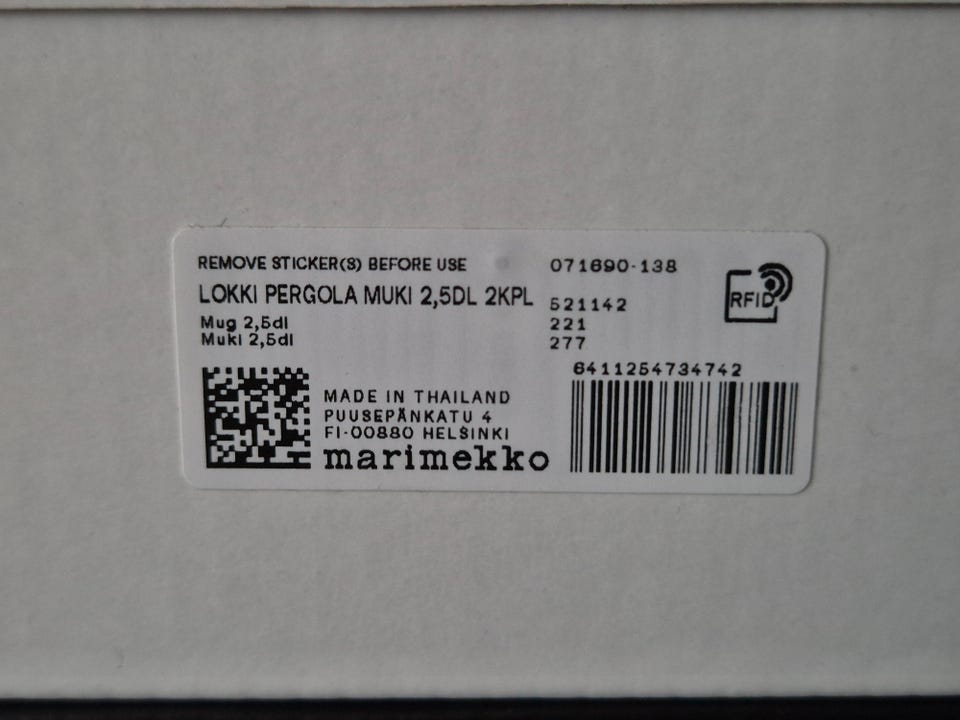 REMOVE STICKER(S) BEFORE USE
071690-138
LOKKI PERGOLA MUKI 2,5DL 2KPL
521142
Mug 2,5dl
221
Muki 2,5dl
277
RFID
6411254734742
MADE IN THAILAND
PUUSEPÄNKATU 4
FI-00880 HELSINKI
marimekko